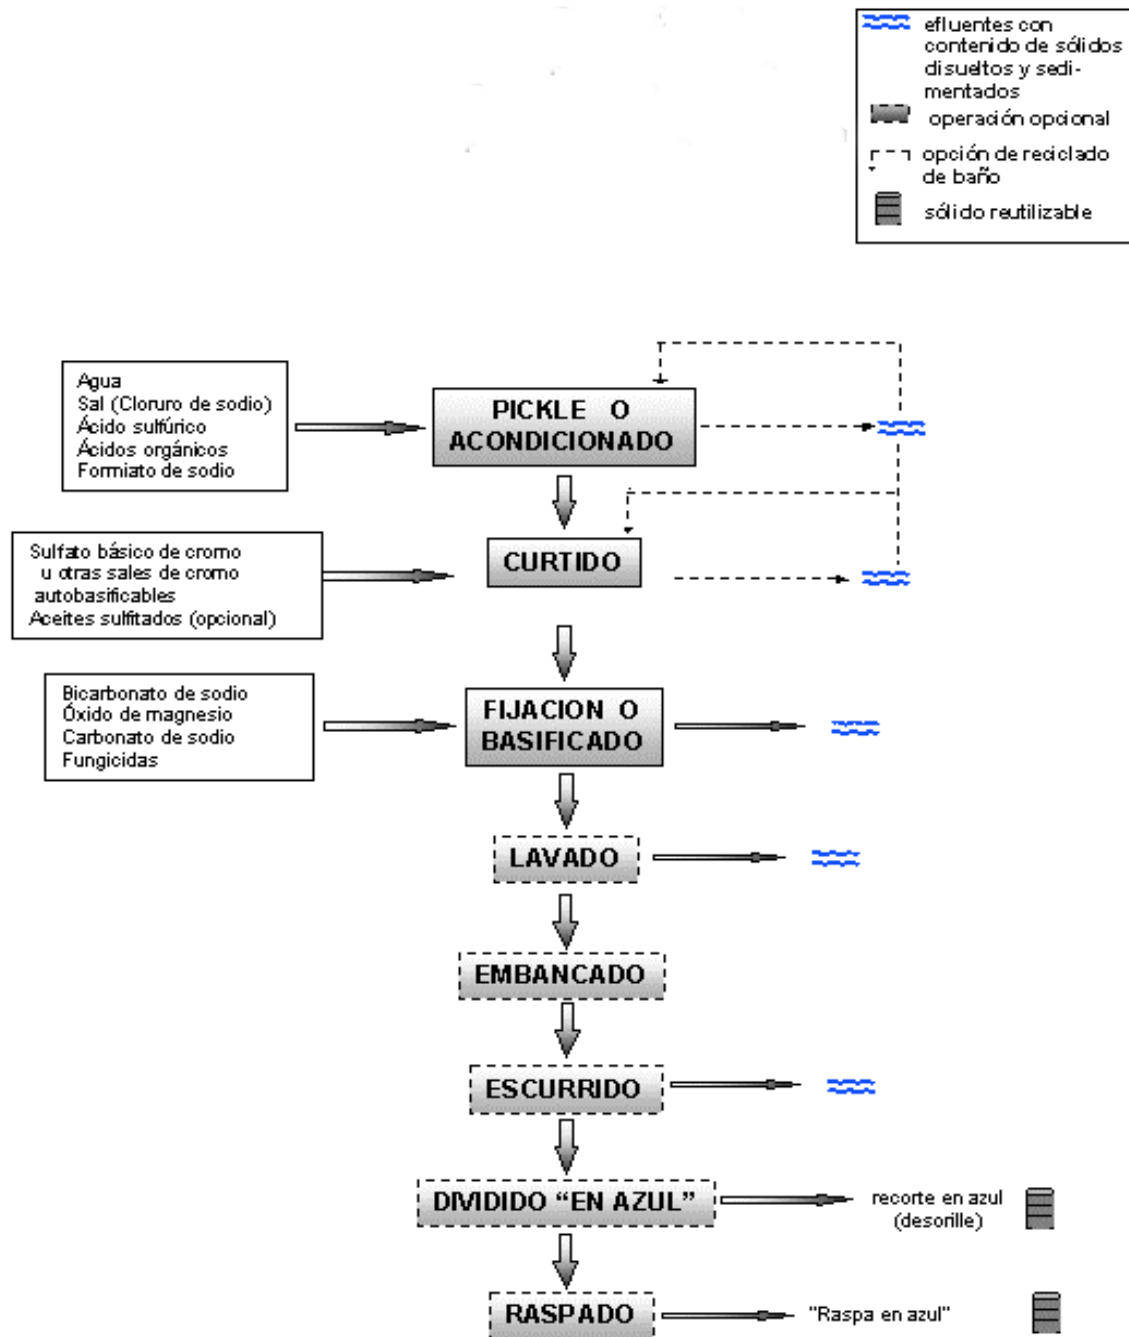 efluentes con
contenido de sólidos
disueltos y sedi-
mentados
operación opcional
opción de reciclado
de baño
sólido reutilizable
Agua
Sal (Cloruro de sodio)
Ácido sulfúrico
Ácidos orgánicos
Formiato de sodio
PICKLE O
ACONDICIONADO
Sulfato básico de cromo
u otras sales de cromo
autobasificables
Aceites sulfitados (opcional)
CURTIDO
Bicarbonato de sodio
Óxido de magnesio
Carbonato de sodio
Fungicidas
FIJACION O
BASIFICADO
LAVADO
EMBANCADO
ESCURRIDO
DIVIDIDO “EN AZUL”
recorte en azul
(desorille)
RASPADO
"Raspa en azul"